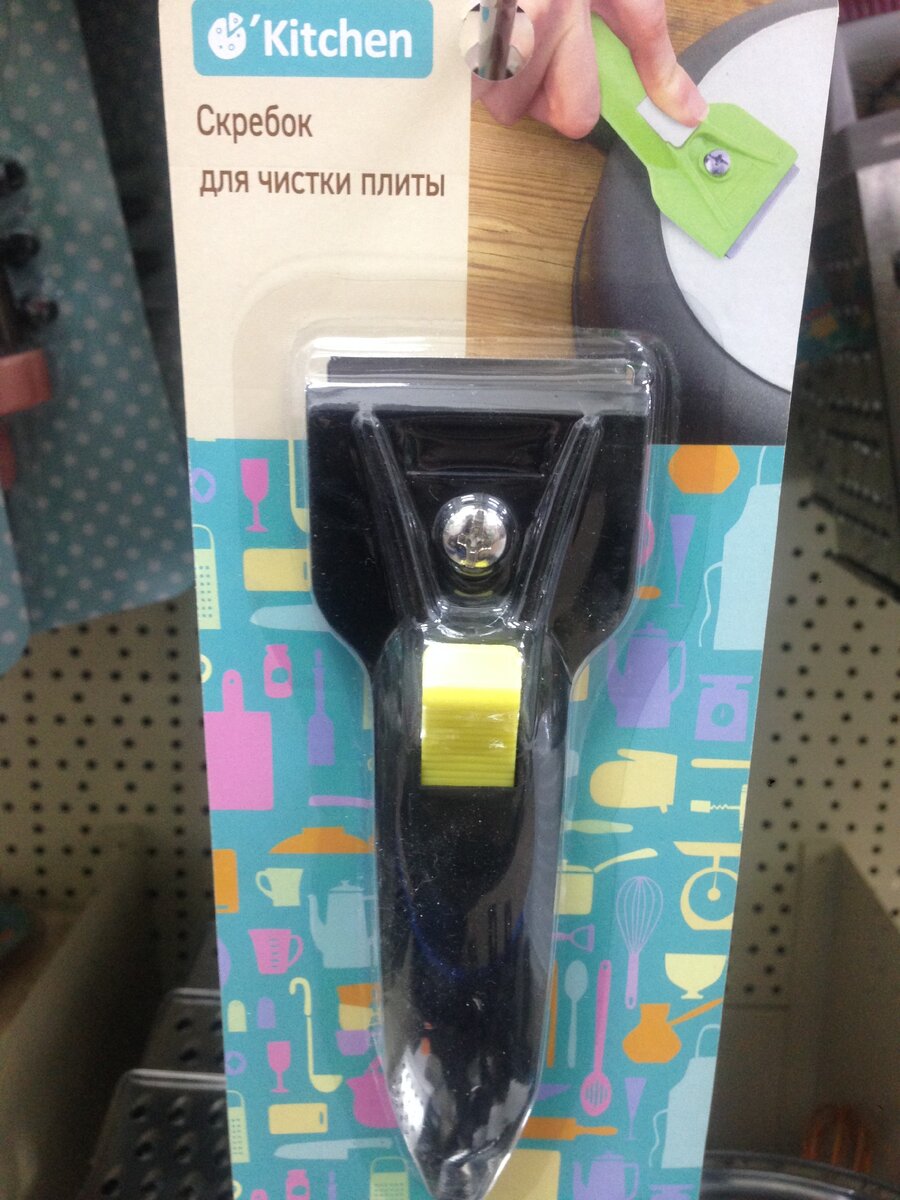 'Kitchen
Скребок
для чистки плиты